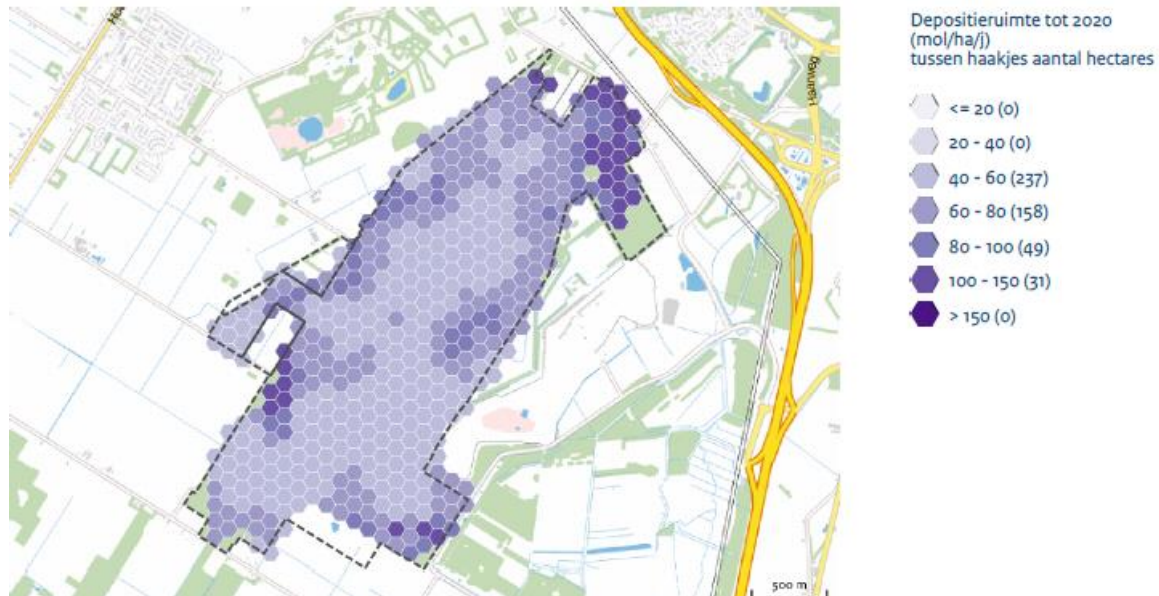 Depositieruimte tot 2020
(mol/ha/j)
tussen haakjes aantal hectares
<= 20 (0)
20 - 40 (0)
40 - 60 (237)
60 - 80 (158)
80 - 100 (49)
100 - 150 (31)
> 150 (0)
Haarweg
500 m